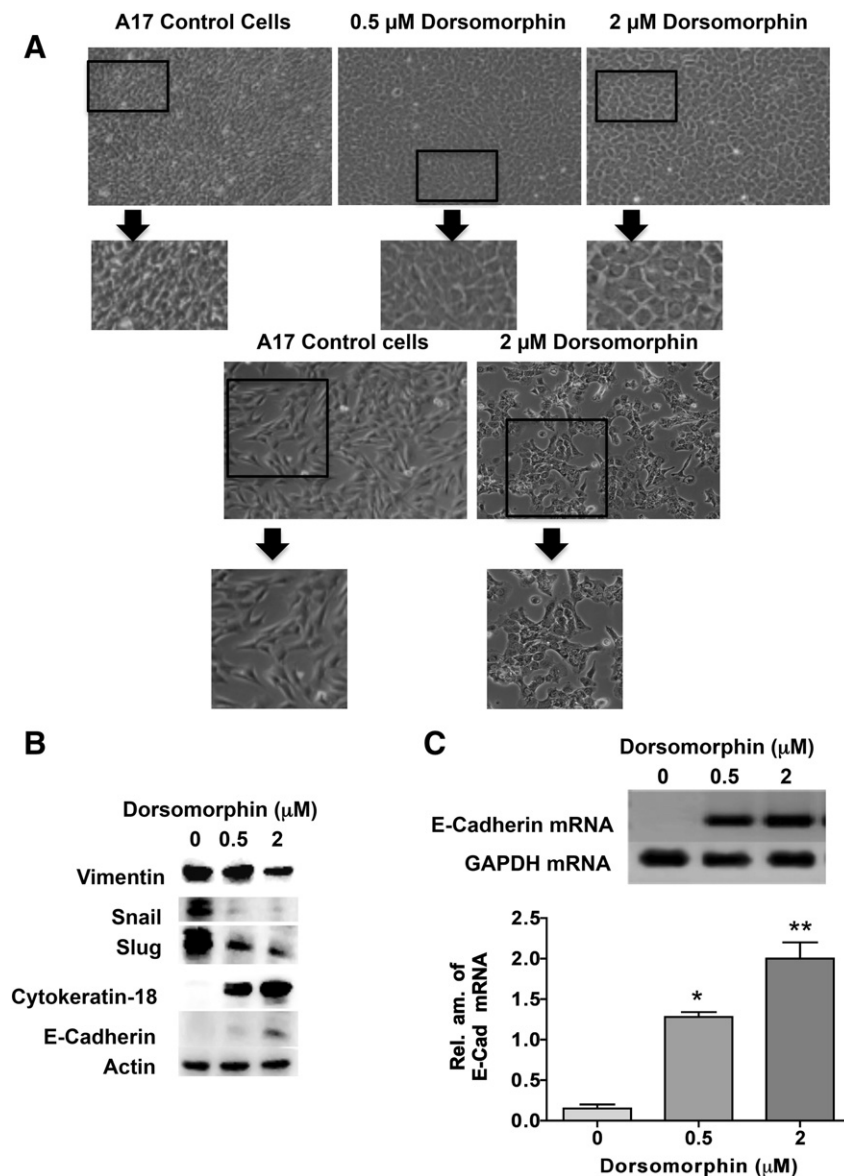 A
A17 Control Cells
0.5 µM Dorsomorphin
2 µM Dorsomorphin
A17 Control cells
2 µM Dorsomorphin
B
Dorsomorphin (µM)
0 0.5 2
Vimentin
Snail
Slug
Cytokeratin-18
E-Cadherin
Actin
C
Dorsomorphin (µM)
0 0.5 2
E-Cadherin mRNA
GAPDH mRNA
Rel. am. of
E-Cad mRNA
2.5
2.0
1.5
1.0
0.5
0.0
*
**
0 0.5 2
Dorsomorphin (µM)